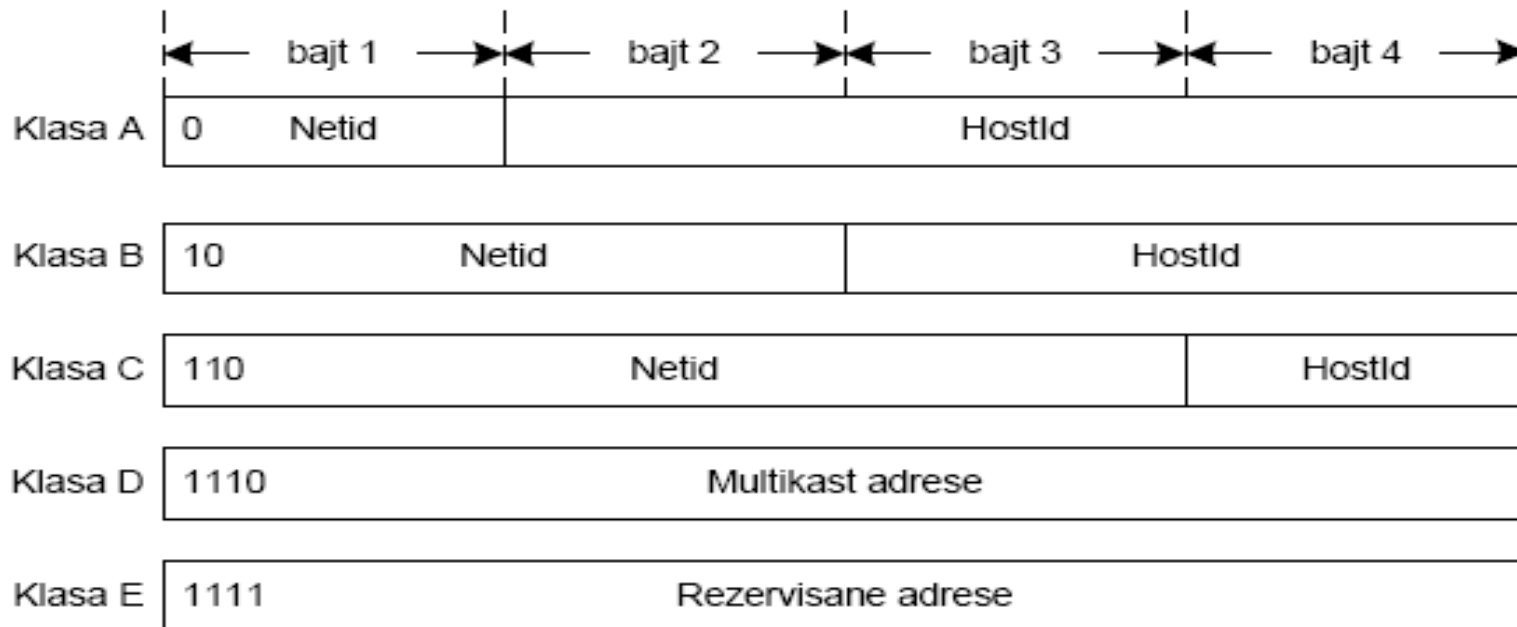 bajt 1 bajt 2 bajt 3 bajt 4
Klasa A 0 Netid HostId
Klasa B 10 Netid HostId
Klasa C 110 Netid HostId
Klasa D 1110 Multikast adrese
Klasa E 1111 Rezervisane adrese